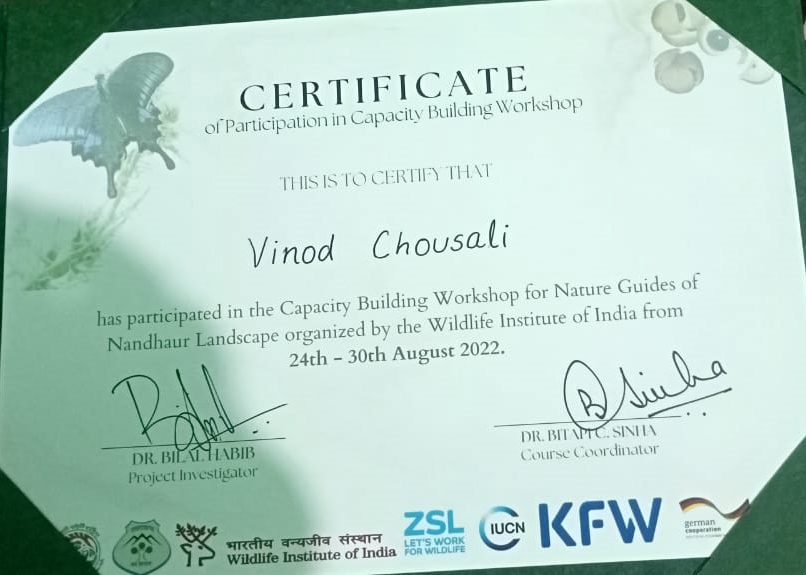 CERTIFICATE
of Participation in Capacity Building Workshop
THIS IS TO CERTIFY THAT
Vinod Chousali
has participated in the Capacity Building Workshop for Nature Guides of
Nandhaur Landscape organized by the Wildlife Institute of India from
24th – 30th August 2022.
DR. BILAL HABIB
Project Investigator
DR. BITAPI C. SINHA
Course Coordinator
भारतीय वन्यजीव संस्थान
Wildlife Institute of India
ZSL
LET'S WORK
FOR WILDLIFE
IUCN
KFW
german
cooperation